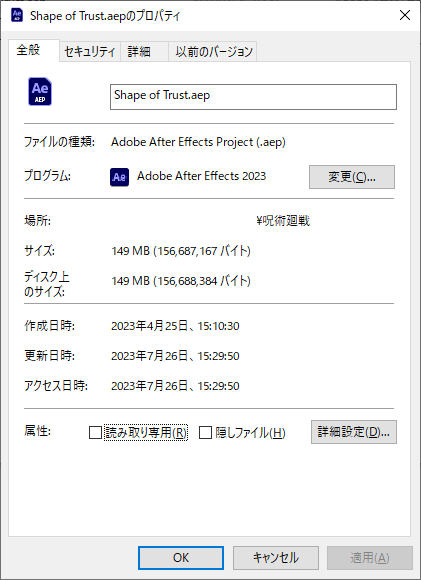 Shape of Trust.aepのプロパティ
全般 セキュリティ 詳細 以前のバージョン
Ae
AEP
Shape of Trust.aep
ファイルの種類: Adobe After Effects Project (.aep)
プログラム: Ae Adobe After Effects 2023 変更(C)...
場所: ¥呪術廻戦
サイズ: 149 MB (156,687,167 バイト)
ディスク上
のサイズ: 149 MB (156,688,384 バイト)
作成日時: 2023年4月25日、15:10:30
更新日時: 2023年7月26日、15:29:50
アクセス日時: 2023年7月26日、15:29:50
属性: 読み取り専用(R) 隠しファイル(H) 詳細設定(D)...
OK キャンセル 適用(A)